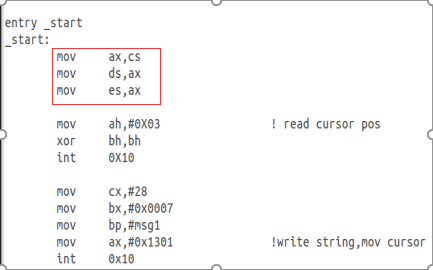 entry _start
_start:
mov ax,cs
mov ds,ax
mov es,ax
mov ah,#0X03 ! read cursor pos
xor bh,bh
int 0X10
mov cx,#28
mov bx,#0x0007
mov bp,#msg1
mov ax,#0x1301 !write string,mov cursor
int 0x10